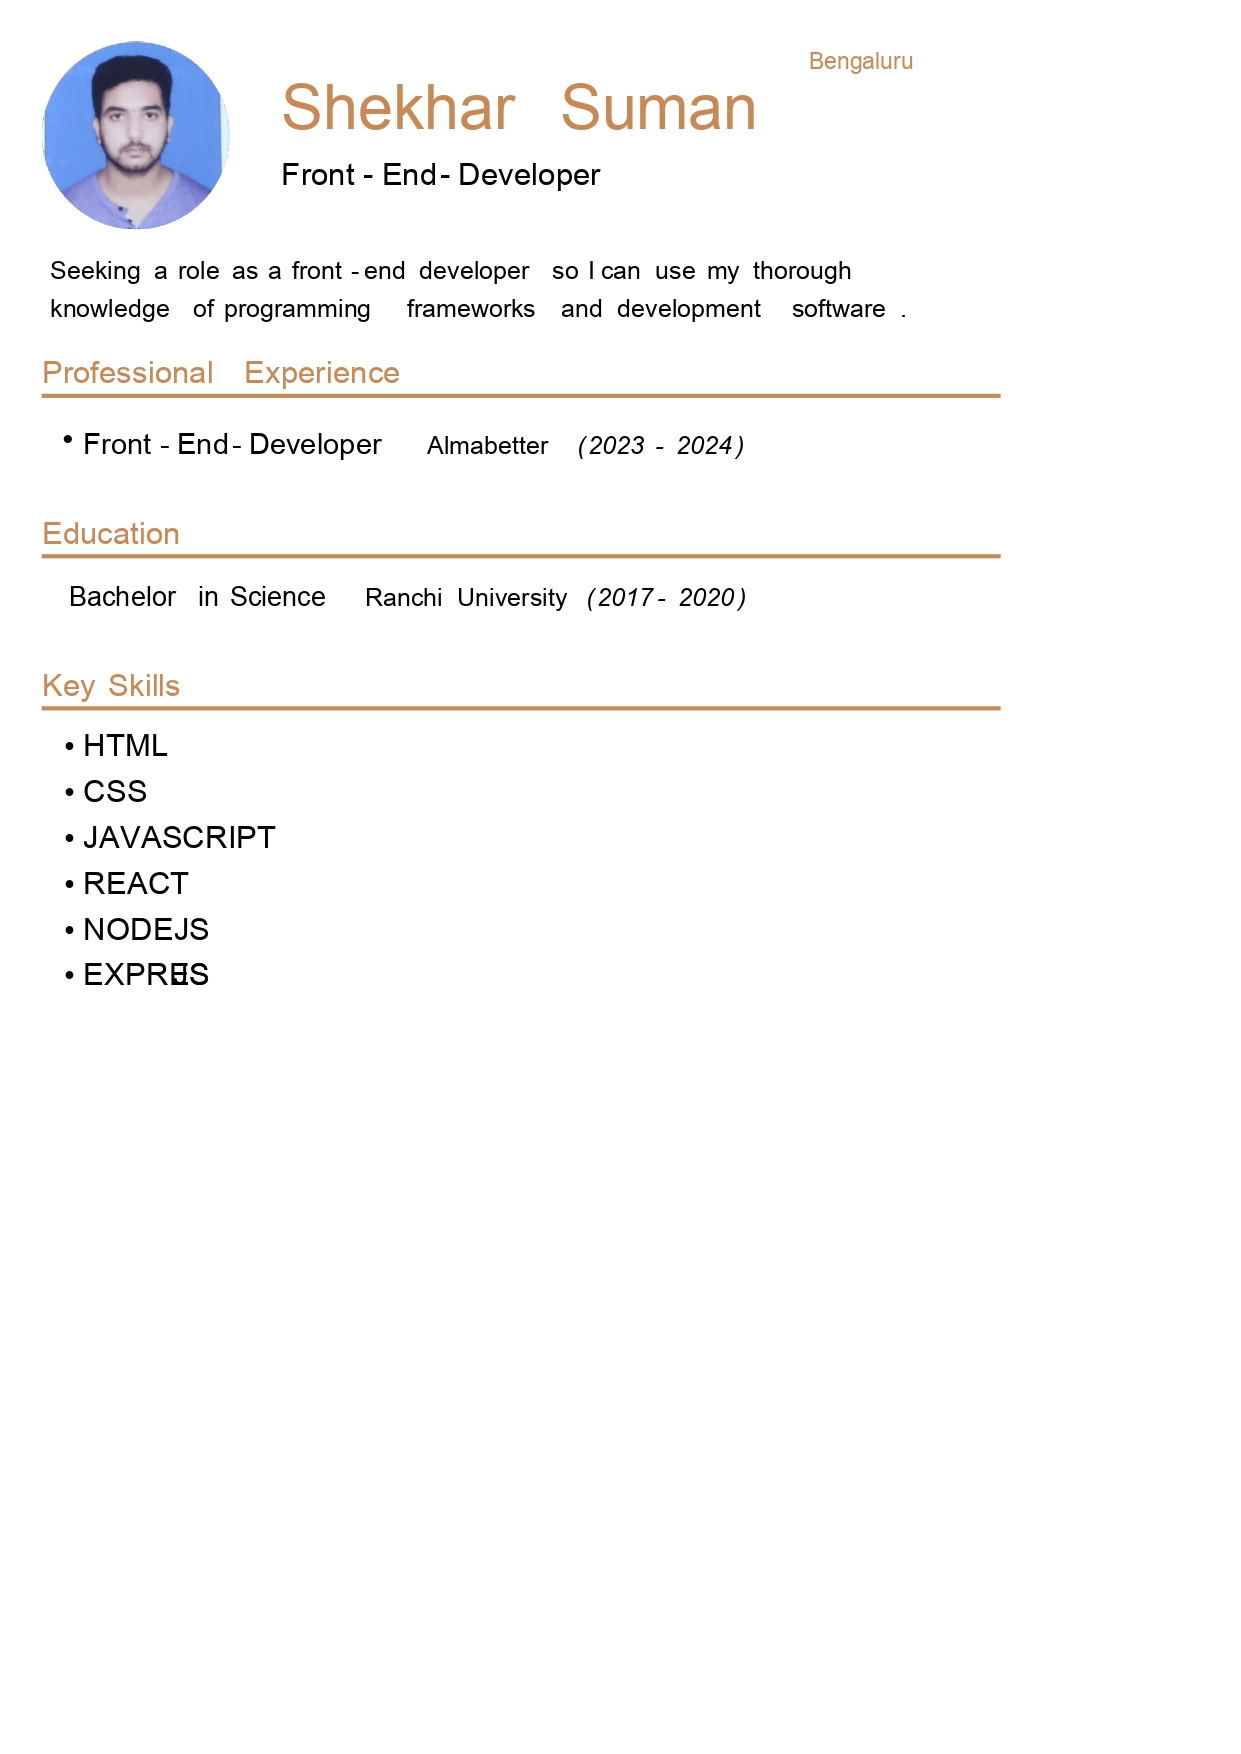 Bengaluru
Shekhar Suman
Front - End - Developer
Seeking a role as a front - end developer so I can use my thorough
knowledge of programming frameworks and development software .
Professional Experience
• Front - End - Developer Almabetter (2023 - 2024)
Education
Bachelor in Science Ranchi University (2017 - 2020)
Key Skills
• HTML
• CSS
• JAVASCRIPT
• REACT
• NODEJS